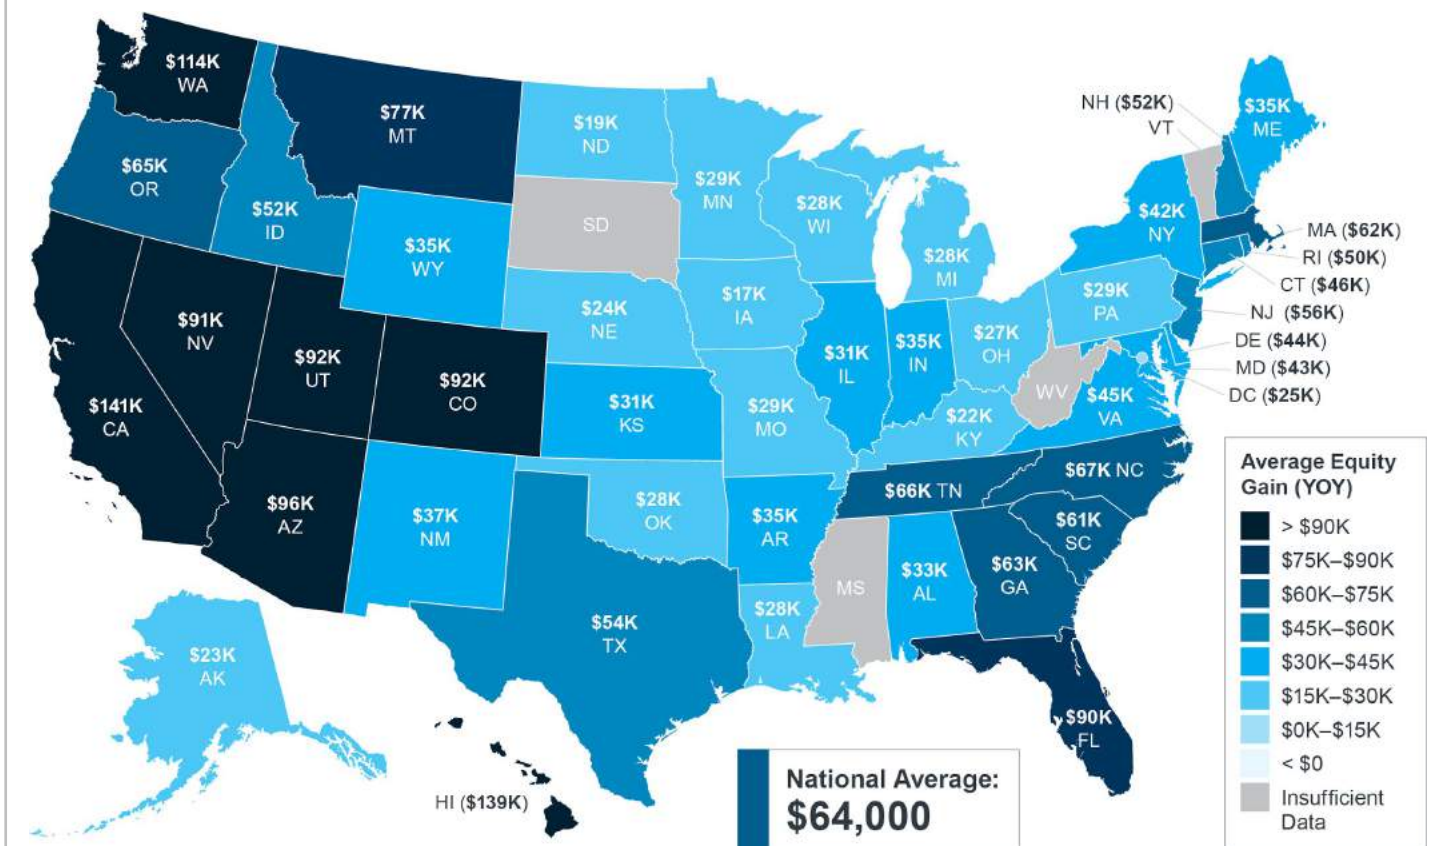 $114K
WA
$77K
MT
$19K
ND
NH ($52K)
VT
$35K
ME
$65K
OR
$52K
ID
$29K
MN
$28K
WI
$42K
NY
$35K
WY
SD
$28K
MI
MA ($62K)
RI ($50K)
CT ($46K)
NJ ($56K)
DE ($44K)
MD ($43K)
DC ($25K)
$91K
NV
$92K
UT
$24K
NE
$17K
IA
$29K
PA
$31K
IL
$35K
IN
$27K
OH
$141K
CA
$92K
CO
$31K
KS
$29K
MO
WV
$45K
VA
$22K
KY
$96K
AZ
$37K
NM
$28K
OK
$35K
AR
$66K TN
$67K NC
$61K
SC
$63K
GA
$33K
AL
MS
$28K
LA
$54K
TX
$23K
AK
$90K
FL
HI ($139K)
National Average:
$64,000
Average Equity
Gain (YOY)
> $90K
$75K–$90K
$60K–$75K
$45K–$60K
$30K–$45K
$15K–$30K
$0K–$15K
< $0
Insufficient
Data